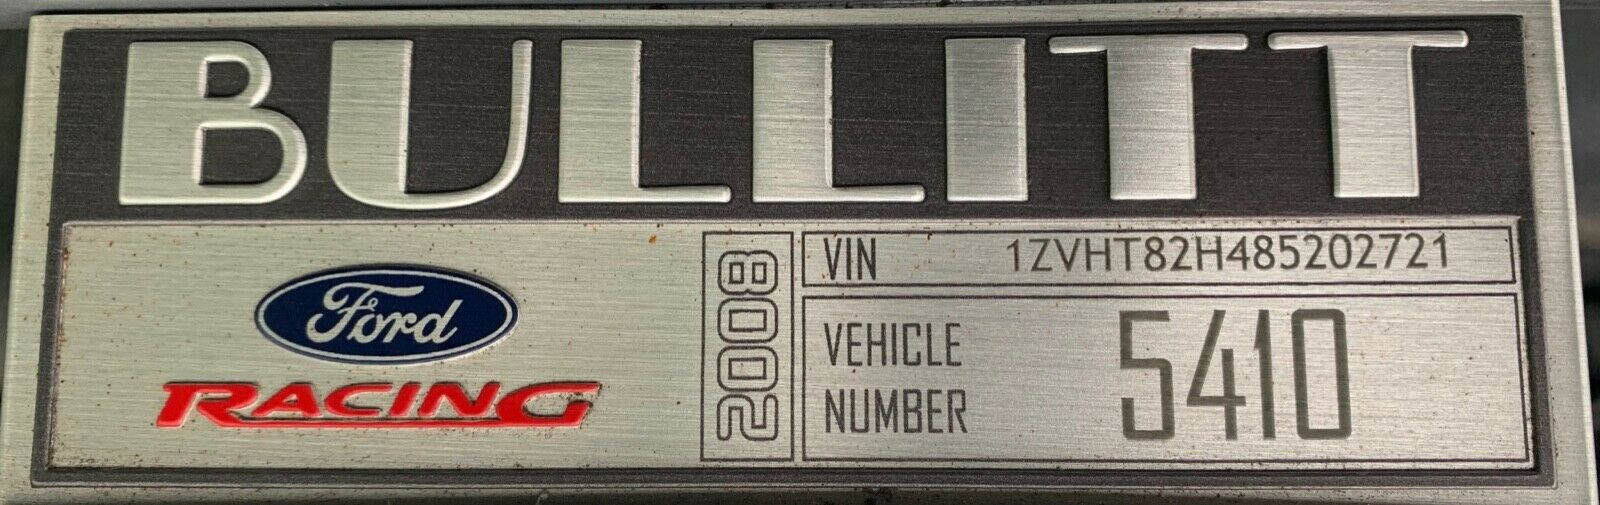 BULLITT
Ford
RACING
2008
VIN 1ZVHT82H485202721
VEHICLE
NUMBER
5410